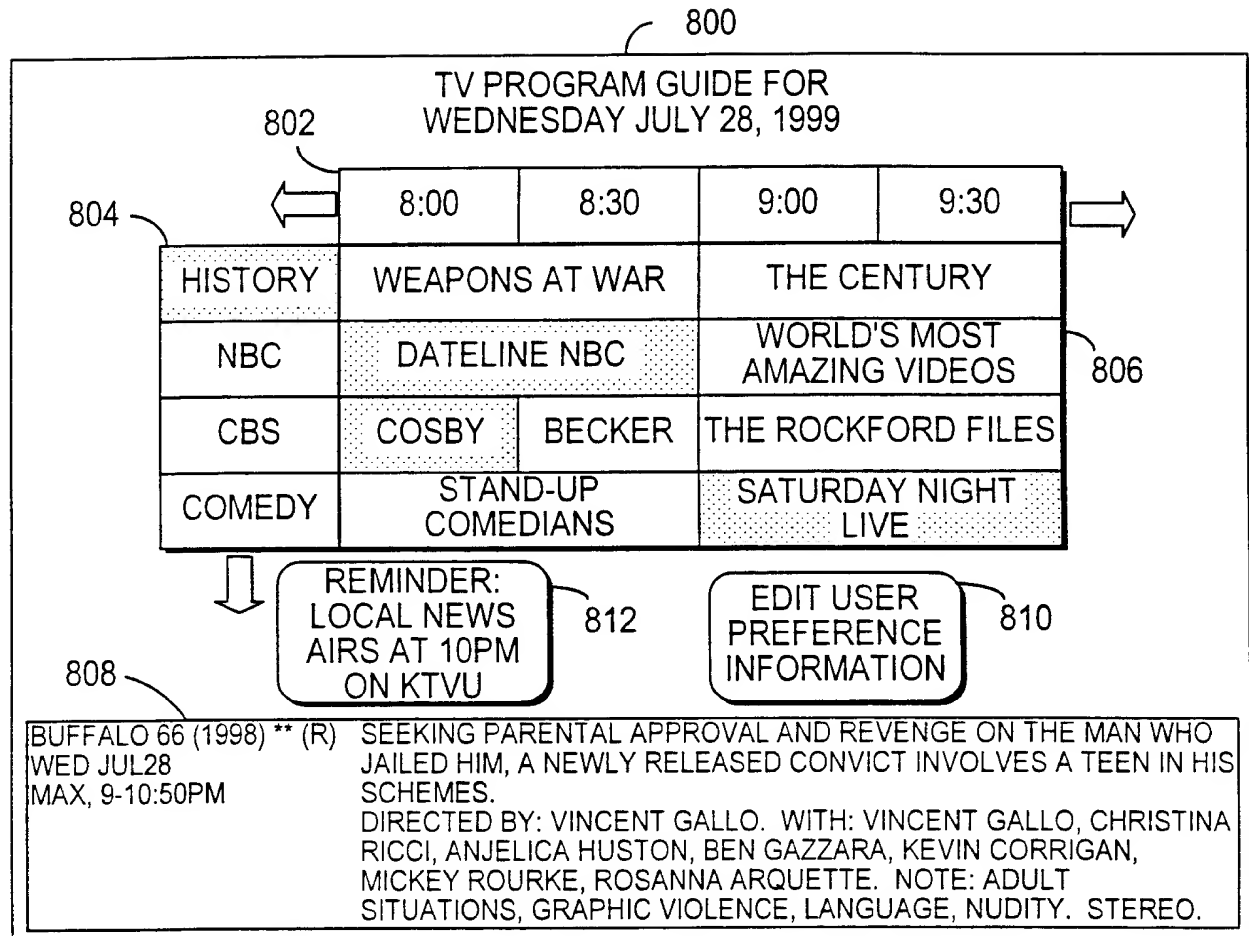 800
TV PROGRAM GUIDE FOR
WEDNESDAY JULY 28, 1999
802
8:00 8:30 9:00 9:30
804
HISTORY WEAPONS AT WAR THE CENTURY
NBC DATELINE NBC WORLD'S MOST
AMAZING VIDEOS
806
CBS COSBY BECKER THE ROCKFORD FILES
COMEDY STAND-UP
COMEDIANS
SATURDAY NIGHT
LIVE
REMINDER:
LOCAL NEWS
AIRS AT 10PM
ON KTVU
812
EDIT USER
PREFERENCE
INFORMATION
810
808
BUFFALO 66 (1998) ** (R)
WED JUL28
MAX, 9-10:50PM
SEEKING PARENTAL APPROVAL AND REVENGE ON THE MAN WHO
JAILED HIM, A NEWLY RELEASED CONVICT INVOLVES A TEEN IN HIS
SCHEMES.
DIRECTED BY: VINCENT GALLO. WITH: VINCENT GALLO, CHRISTINA
RICCI, ANJELICA HUSTON, BEN GAZZARA, KEVIN CORRIGAN,
MICKEY ROURKE, ROSANNA ARQUETTE. NOTE: ADULT
SITUATIONS, GRAPHIC VIOLENCE, LANGUAGE, NUDITY. STEREO.